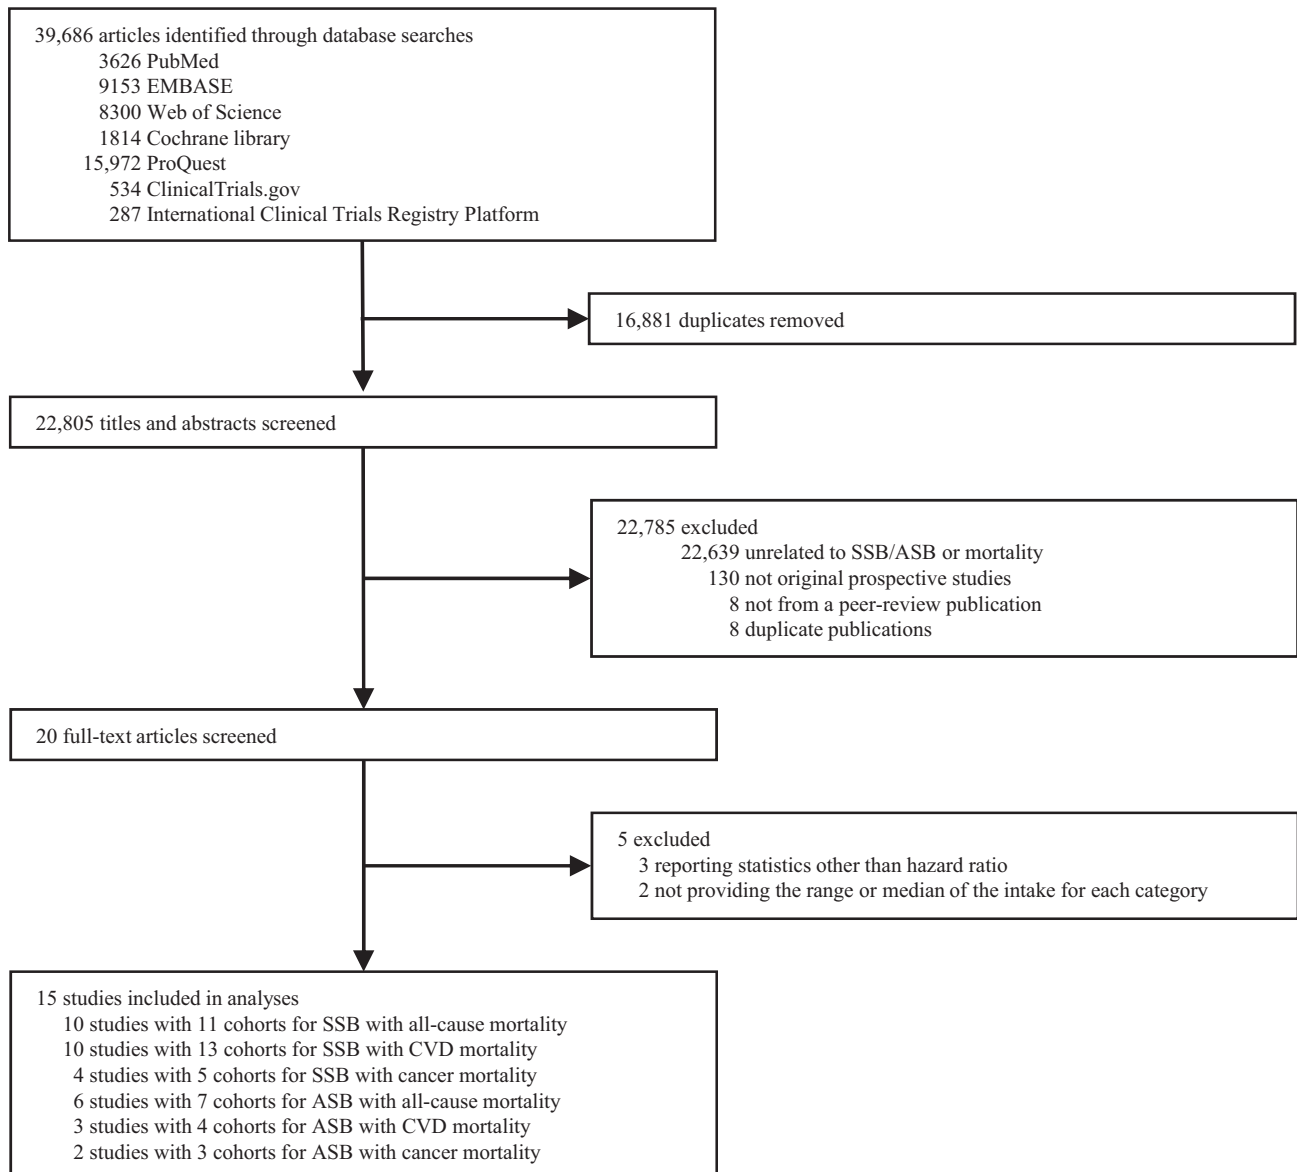 39,686 articles identified through database searches
3626 PubMed
9153 EMBASE
8300 Web of Science
1814 Cochrane library
15,972 ProQuest
534 ClinicalTrials.gov
287 International Clinical Trials Registry Platform
16,881 duplicates removed
22,805 titles and abstracts screened
22,785 excluded
22,639 unrelated to SSB/ASB or mortality
130 not original prospective studies
8 not from a peer-review publication
8 duplicate publications
20 full-text articles screened
5 excluded
3 reporting statistics other than hazard ratio
2 not providing the range or median of the intake for each category
15 studies included in analyses
10 studies with 11 cohorts for SSB with all-cause mortality
10 studies with 13 cohorts for SSB with CVD mortality
4 studies with 5 cohorts for SSB with cancer mortality
6 studies with 7 cohorts for ASB with all-cause mortality
3 studies with 4 cohorts for ASB with CVD mortality
2 studies with 3 cohorts for ASB with cancer mortality